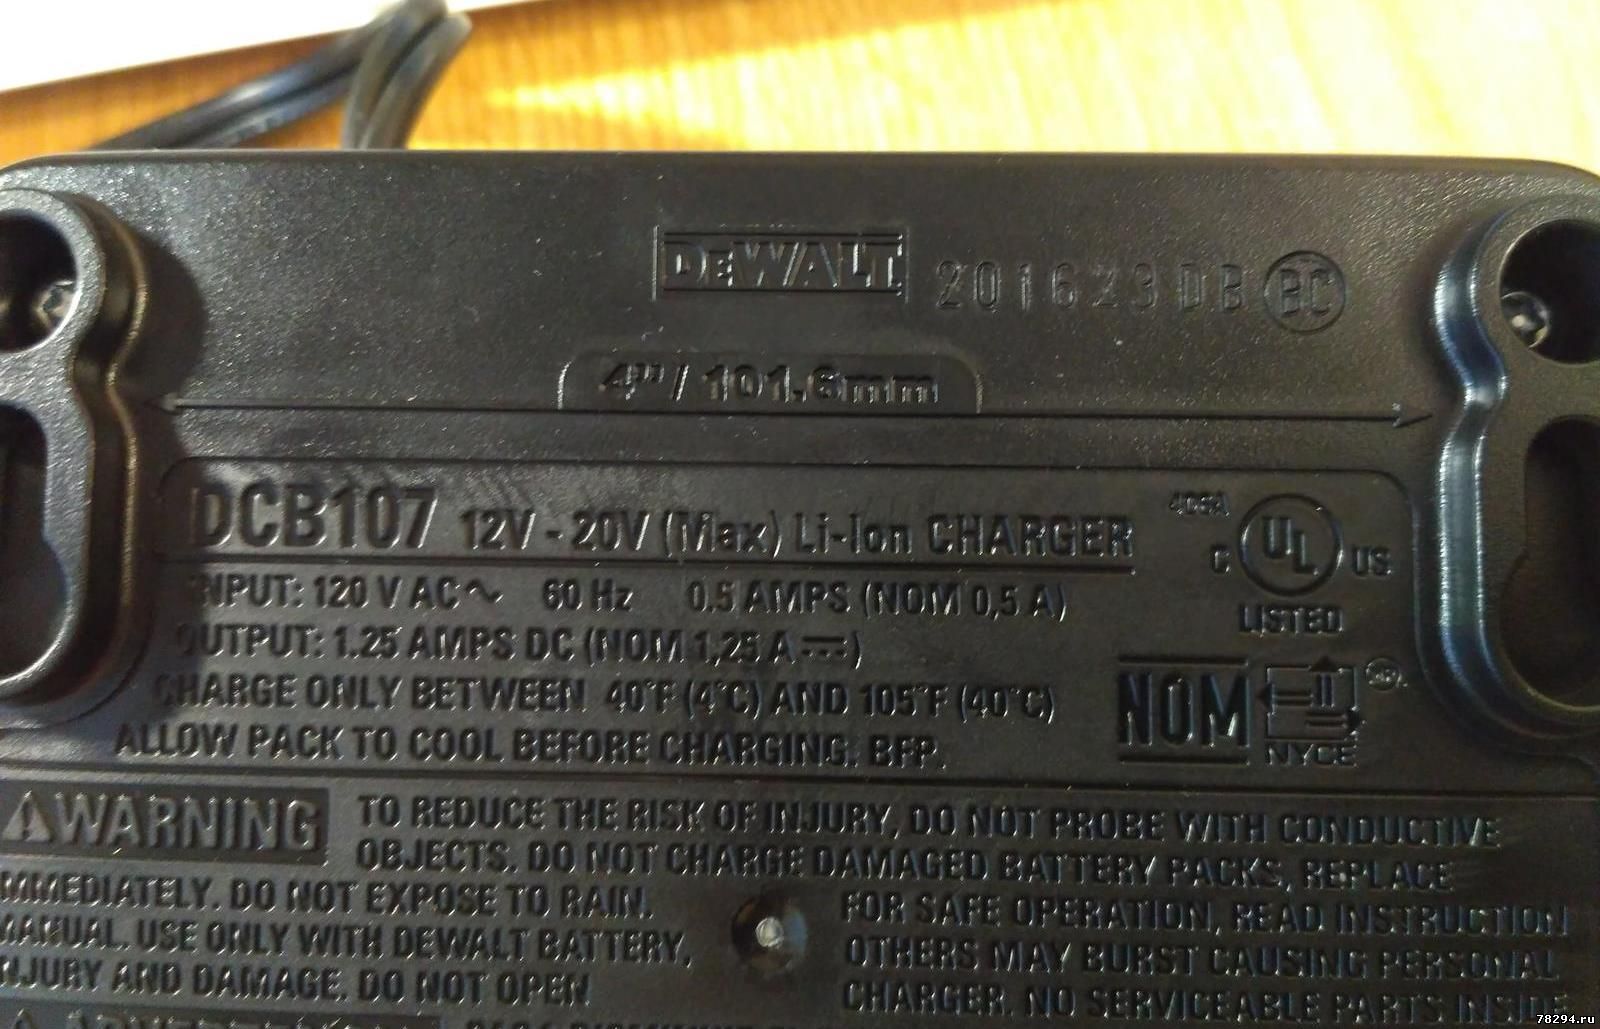 DEWALT 201623 DB BC
4"/ 101.6mm
DCB107 12V - 20V (Max) Li-Ion CHARGER
INPUT: 120 V AC ~ 60 Hz 0.5 AMPS (NOM 0,5 A)
OUTPUT: 1.25 AMPS DC (NOM 1,25 A ⎓)
CHARGE ONLY BETWEEN 40°F (4°C) AND 105°F (40°C)
ALLOW PACK TO COOL BEFORE CHARGING. BFP.
C UL US
LISTED
NOM
NYCE
⚠WARNING TO REDUCE THE RISK OF INJURY, DO NOT PROBE WITH CONDUCTIVE
OBJECTS. DO NOT CHARGE DAMAGED BATTERY PACKS, REPLACE
IMMEDIATELY. DO NOT EXPOSE TO RAIN. FOR SAFE OPERATION, READ INSTRUCTION
MANUAL. USE ONLY WITH DEWALT BATTERY, OTHERS MAY BURST CAUSING PERSONAL
INJURY AND DAMAGE. DO NOT OPEN CHARGER. NO SERVICEABLE PARTS INSIDE.
78294.ru